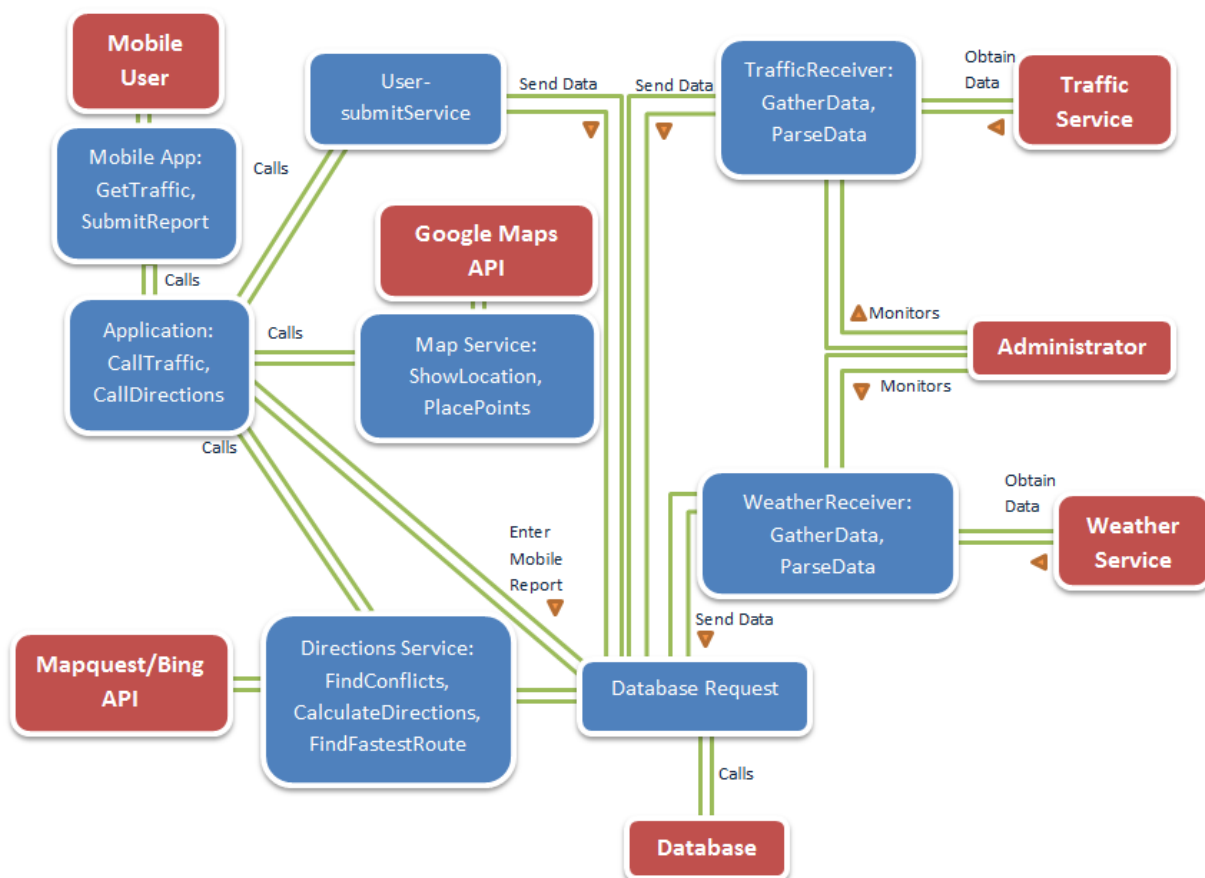 Mobile
User
User-
submitService
Send Data
Send Data
TrafficReceiver:
GatherData,
ParseData
Obtain
Data
Traffic
Service
Mobile App:
GetTraffic,
SubmitReport
Calls
Google Maps
API
Calls
Application:
CallTraffic,
CallDirections
Calls
Map Service:
ShowLocation,
PlacePoints
Monitors
Administrator
Monitors
Calls
WeatherReceiver:
GatherData,
ParseData
Obtain
Data
Weather
Service
Enter
Mobile
Report
Send Data
Mapquest/Bing
API
Directions Service:
FindConflicts,
CalculateDirections,
FindFastestRoute
Database Request
Calls
Database